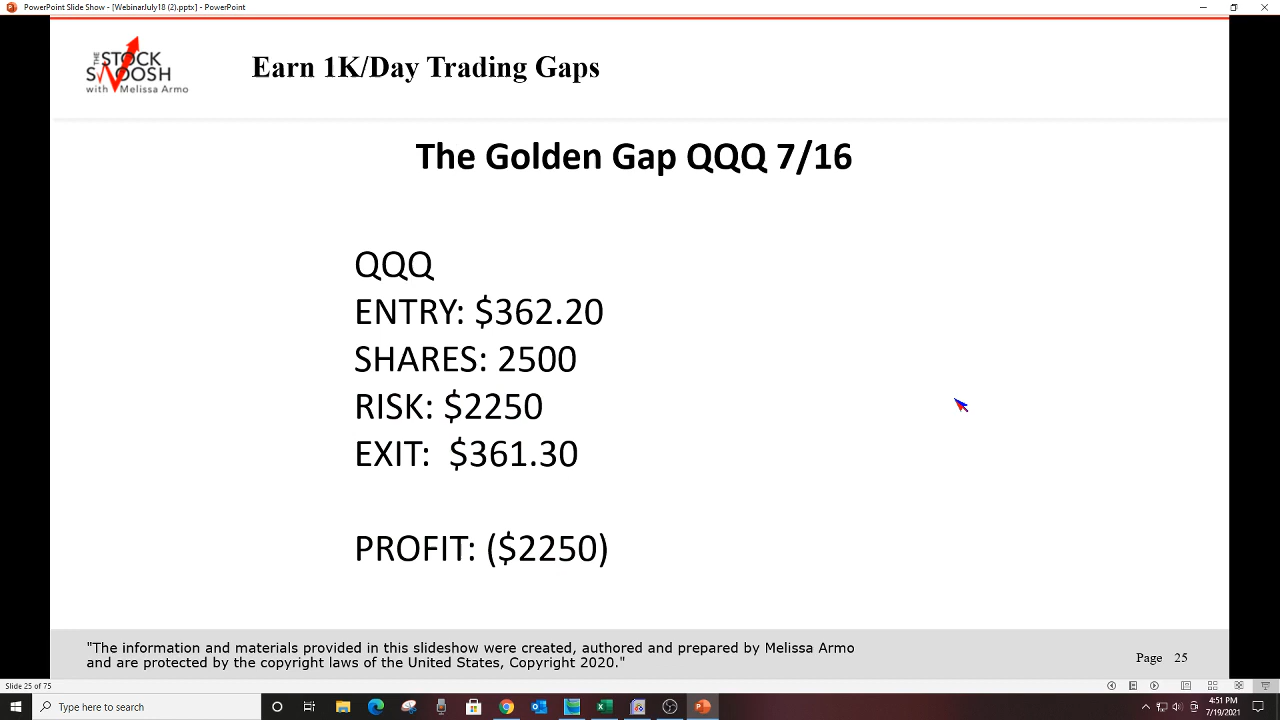 PowerPoint Slide Show - [WebinarJuly18 (2).pptx] - PowerPoint
THE
STOCK
SWOOSH
with Melissa Armo
Earn 1K/Day Trading Gaps
The Golden Gap QQQ 7/16
QQQ
ENTRY: $362.20
SHARES: 2500
RISK: $2250
EXIT: $361.30
PROFIT: ($2250)
"The information and materials provided in this slideshow were created, authored and prepared by Melissa Armo
and are protected by the copyright laws of the United States, Copyright 2020."
Page 25
Slide 25 of 75
Type here to search
4:51 PM
7/19/2021